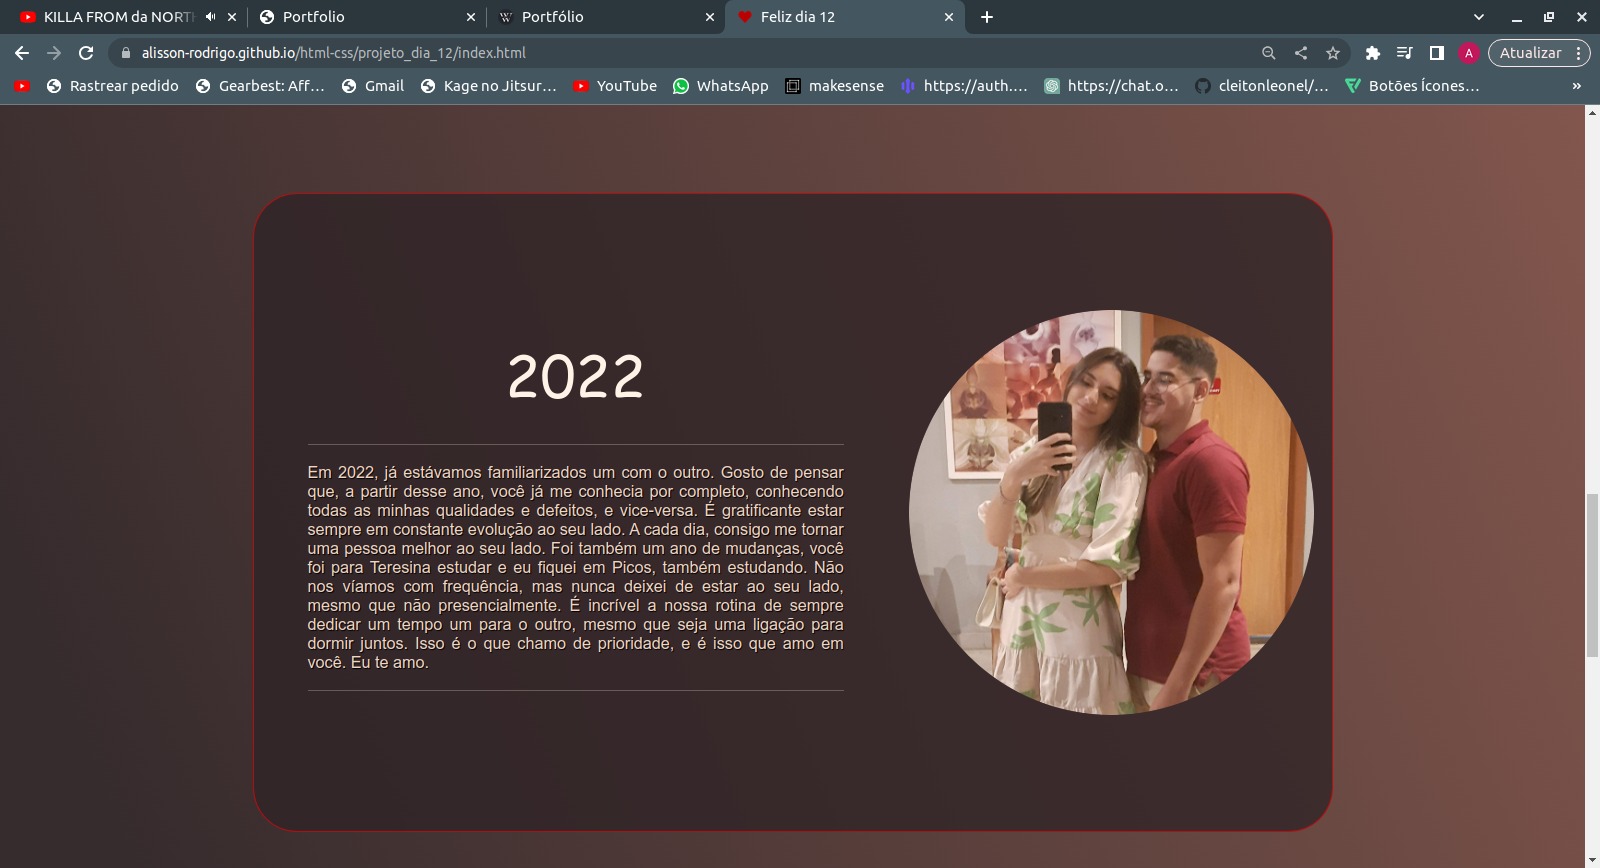 KILLA FROM da NORTH
Portfolio
Portfólio
Feliz dia 12
alisson-rodrigo.github.io/html-css/projeto_dia_12/index.html
A
Atualizar
Rastrear pedido
Gearbest: Aff...
Gmail
Kage no Jitsur...
YouTube
WhatsApp
makesense
https://auth....
https://chat.o...
cleitonleonel/...
Botões Ícones...
»
2022
Em 2022, já estávamos familiarizados um com o outro. Gosto de pensar
que, a partir desse ano, você já me conhecia por completo, conhecendo
todas as minhas qualidades e defeitos, e vice-versa. É gratificante estar
sempre em constante evolução ao seu lado. A cada dia, consigo me tornar
uma pessoa melhor ao seu lado. Foi também um ano de mudanças, você
foi para Teresina estudar e eu fiquei em Picos, também estudando. Não
nos víamos com frequência, mas nunca deixei de estar ao seu lado,
mesmo que não presencialmente. É incrível a nossa rotina de sempre
dedicar um tempo um para o outro, mesmo que seja uma ligação para
dormir juntos. Isso é o que chamo de prioridade, e é isso que amo em
você. Eu te amo.